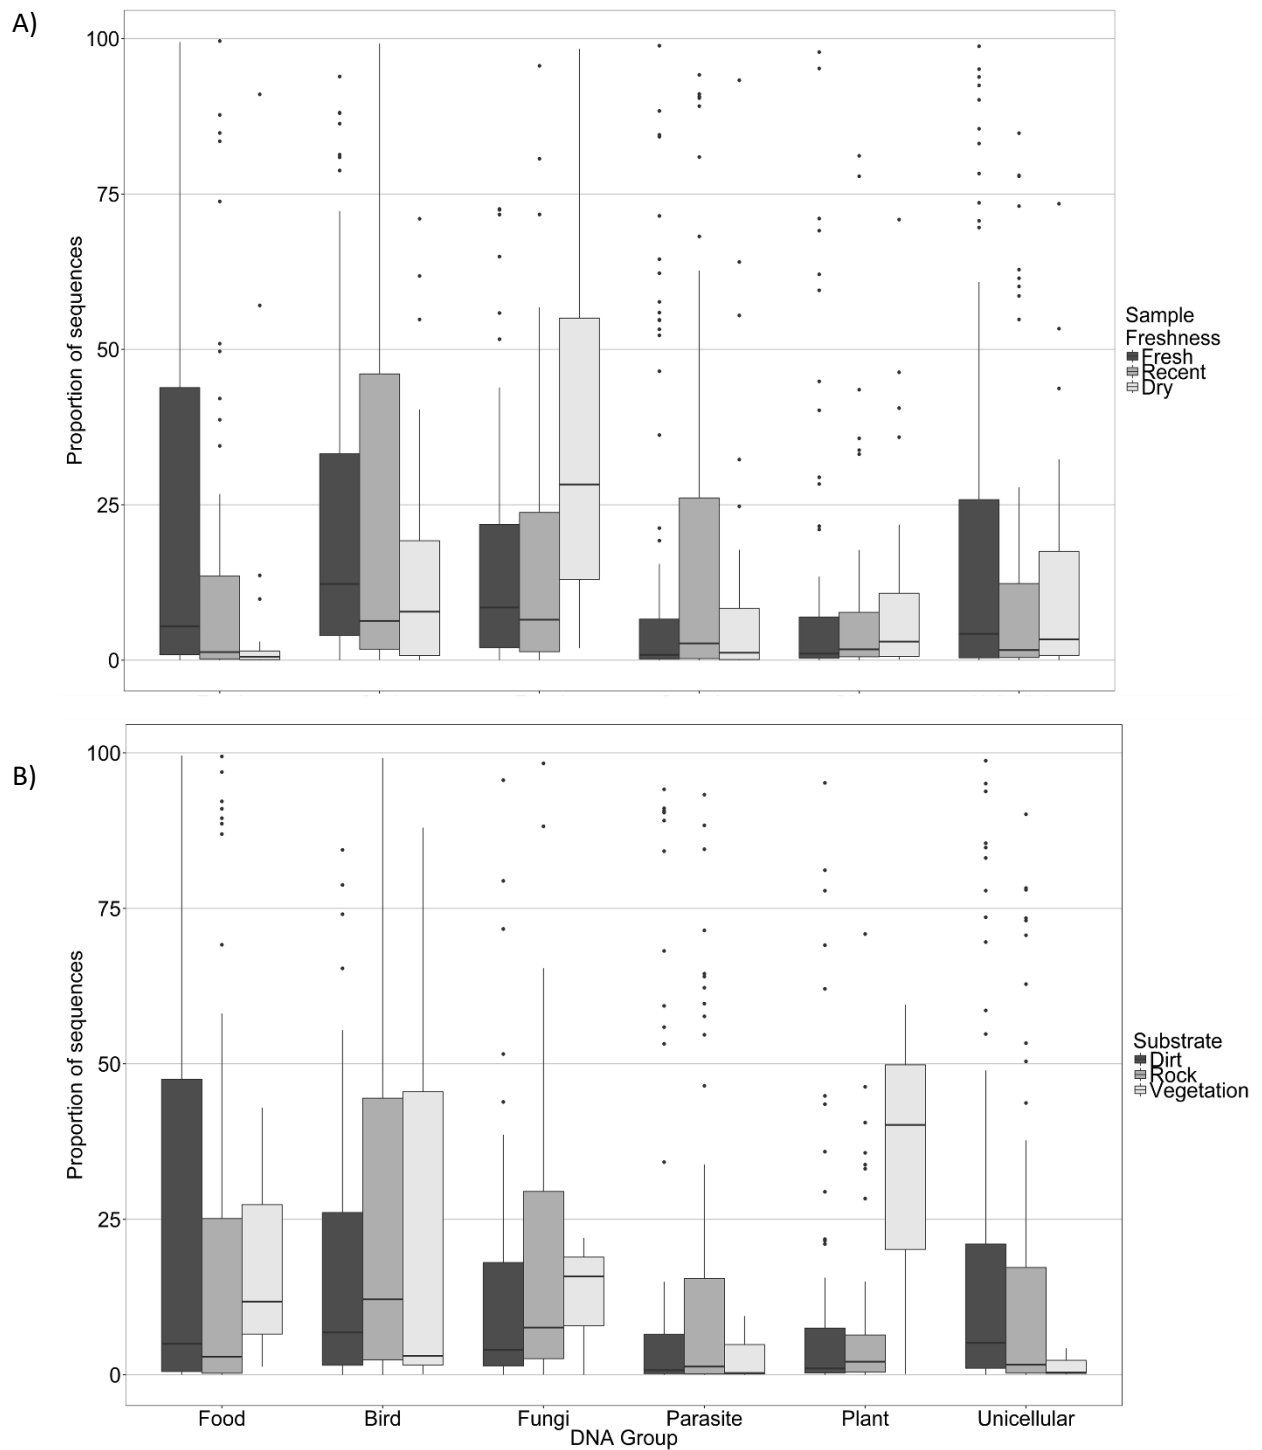 A)
100
75
50
25
0
Proportion of sequences
Sample
Freshness
Fresh
Recent
Dry
B)
100
75
50
25
0
Proportion of sequences
Substrate
Dirt
Rock
Vegetation
Food Bird Fungi Parasite Plant Unicellular
DNA Group